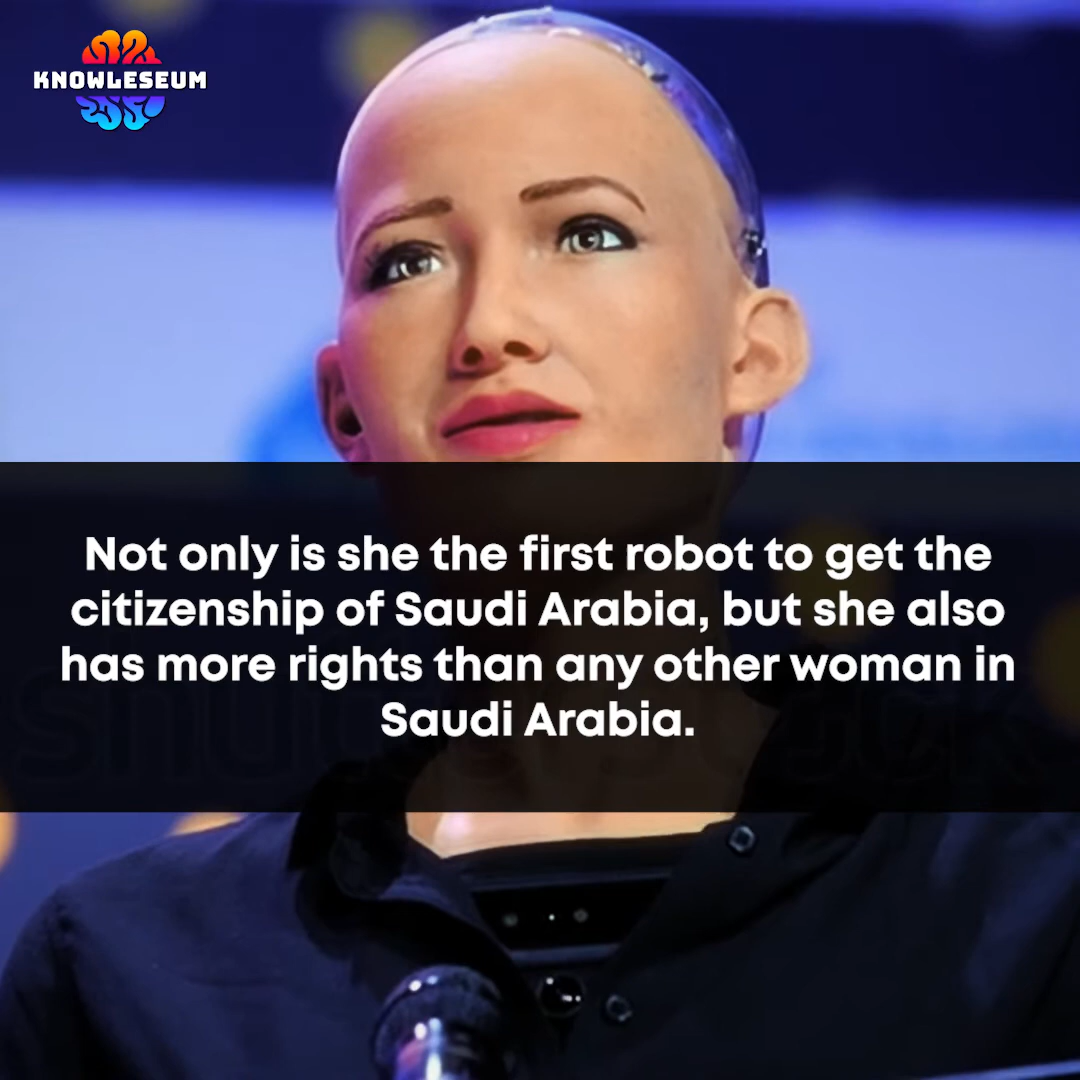 KNOWLESEUM
Not only is she the first robot to get the
citizenship of Saudi Arabia, but she also
has more rights than any other woman in
Saudi Arabia.